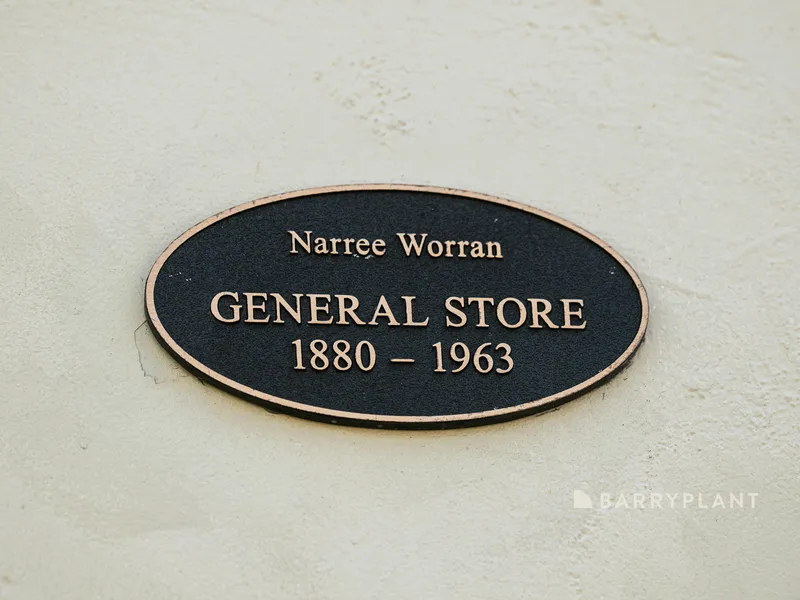 Narree Worran
GENERAL STORE
1880 – 1963
BARRYPLANT